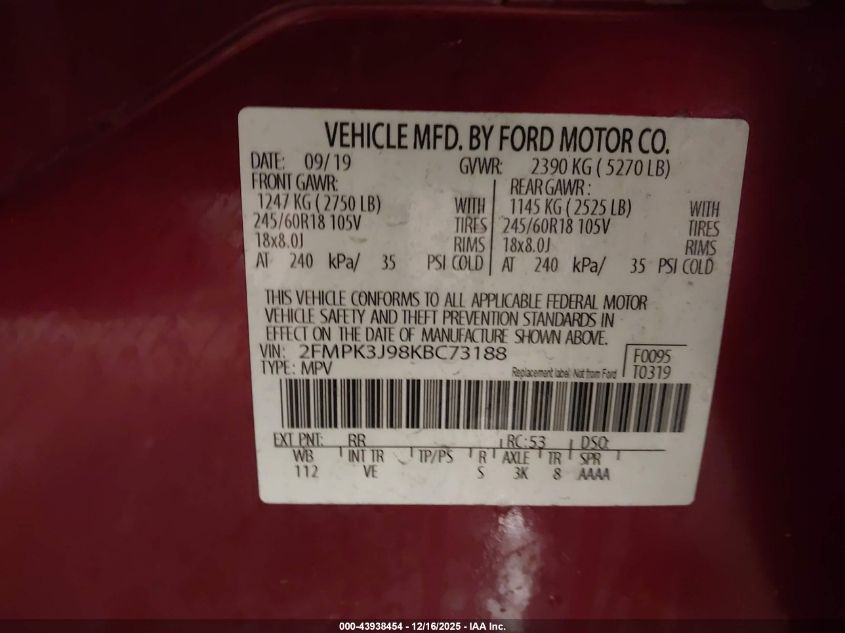 VEHICLE MFD. BY FORD MOTOR CO.
DATE: 09/19 GVWR: 2390 KG ( 5270 LB)
FRONT GAWR: REAR GAWR :
1247 KG ( 2750 LB) WITH 1145 KG ( 2525 LB) WITH
245/60R18 105V TIRES 245/60R18 105V TIRES
18x8.0J RIMS 18x8.0J RIMS
AT 240 kPa/ 35 PSI COLD AT 240 kPa/ 35 PSI COLD
THIS VEHICLE CONFORMS TO ALL APPLICABLE FEDERAL MOTOR
VEHICLE SAFETY AND THEFT PREVENTION STANDARDS IN
EFFECT ON THE DATE OF MANUFACTURE SHOWN ABOVE.
VIN: 2FMPK3J98KBC73188 F0095
TYPE: MPV Replacement label - Not from Ford T0319
EXT PNT: RR RC: 53 DSO:
WB INT TR TP/PS R AXLE TR SPR
112 VE S 3K 8 AAAA
000-43938454 - 12/16/2025 - IAA Inc.